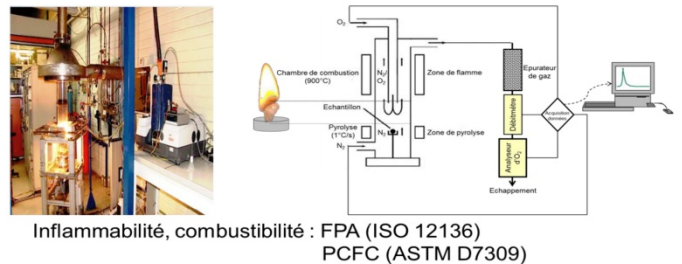 O₂
Chambre de combustion
(900°C)
N₂/
O₂
Zone de flamme
Echantillon
Pyrolyse
(1°C/s)
N₂
Zone de pyrolyse
N₂
Epurateur
de gaz
Débitmètre
Acquisition
données
Analyseur
d'O₂
Echappement
Inflammabilité, combustibilité : FPA (ISO 12136)
PCFC (ASTM D7309)